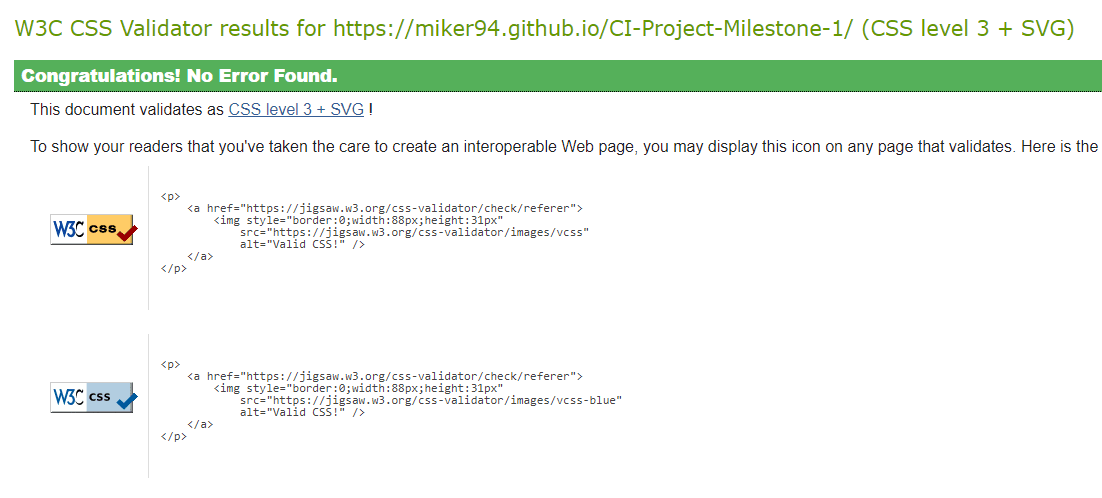 W3C CSS Validator results for https://miker94.github.io/CI-Project-Milestone-1/ (CSS level 3 + SVG)
Congratulations! No Error Found.
This document validates as CSS level 3 + SVG !
To show your readers that you've taken the care to create an interoperable Web page, you may display this icon on any page that validates. Here is the
W3C css
<p>
<a href="https://jigsaw.w3.org/css-validator/check/referer">
<img style="border:0;width:88px;height:31px"
src="https://jigsaw.w3.org/css-validator/images/vcss"
alt="Valid CSS!" />
</a>
</p>
W3C css
<p>
<a href="https://jigsaw.w3.org/css-validator/check/referer">
<img style="border:0;width:88px;height:31px"
src="https://jigsaw.w3.org/css-validator/images/vcss-blue"
alt="Valid CSS!" />
</a>
</p>